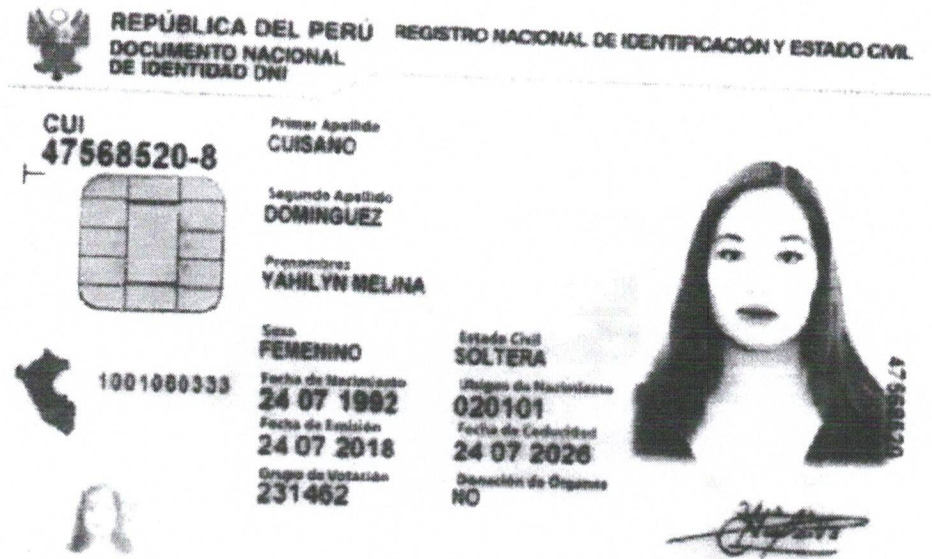 REPÚBLICA DEL PERÚ
DOCUMENTO NACIONAL
DE IDENTIDAD DNI
REGISTRO NACIONAL DE IDENTIFICACIÓN Y ESTADO CIVIL
CUI
47568520-8
Primer Apellido
CUISANO
Segundo Apellido
DOMINGUEZ
Prenombres
YAHILYN MELINA
Sexo
FEMENINO
Estado Civil
SOLTERA
Fecha de Nacimiento
24 07 1992
Ubigeo de Nacimiento
020101
Fecha de Emisión
24 07 2018
Fecha de Caducidad
24 07 2026
Grupo de Votación
231462
Donación de Órganos
NO
1001080333
47568520